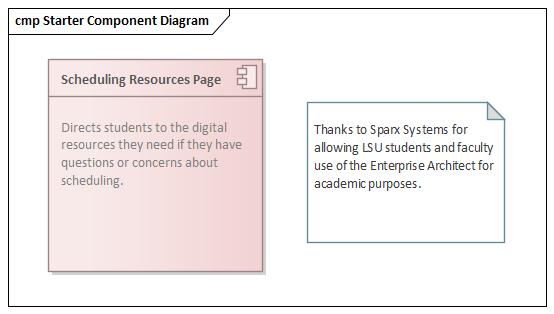 cmp Starter Component Diagram
Scheduling Resources Page
Directs students to the digital
resources they need if they have
questions or concerns about
scheduling.
Thanks to Sparx Systems for
allowing LSU students and faculty
use of the Enterprise Architect for
academic purposes.